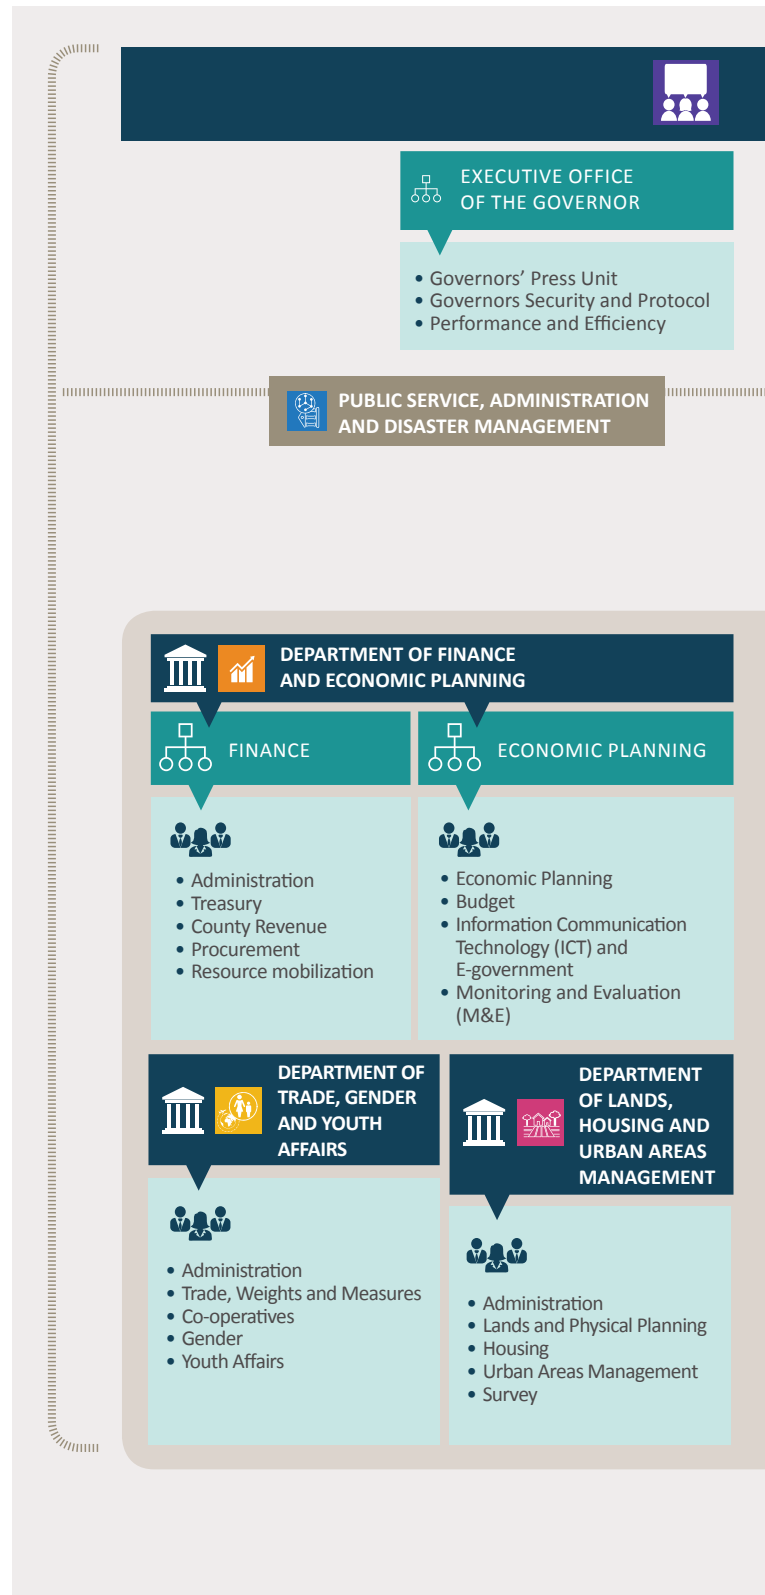 EXECUTIVE OFFICE
OF THE GOVERNOR
• Governors’ Press Unit
• Governors Security and Protocol
• Performance and Efficiency
PUBLIC SERVICE, ADMINISTRATION
AND DISASTER MANAGEMENT
DEPARTMENT OF FINANCE
AND ECONOMIC PLANNING
FINANCE
• Administration
• Treasury
• County Revenue
• Procurement
• Resource mobilization
ECONOMIC PLANNING
• Economic Planning
• Budget
• Information Communication
Technology (ICT) and
E-government
• Monitoring and Evaluation
(M&E)
DEPARTMENT OF
TRADE, GENDER
AND YOUTH
AFFAIRS
• Administration
• Trade, Weights and Measures
• Co-operatives
• Gender
• Youth Affairs
DEPARTMENT
OF LANDS,
HOUSING AND
URBAN AREAS
MANAGEMENT
• Administration
• Lands and Physical Planning
• Housing
• Urban Areas Management
• Survey